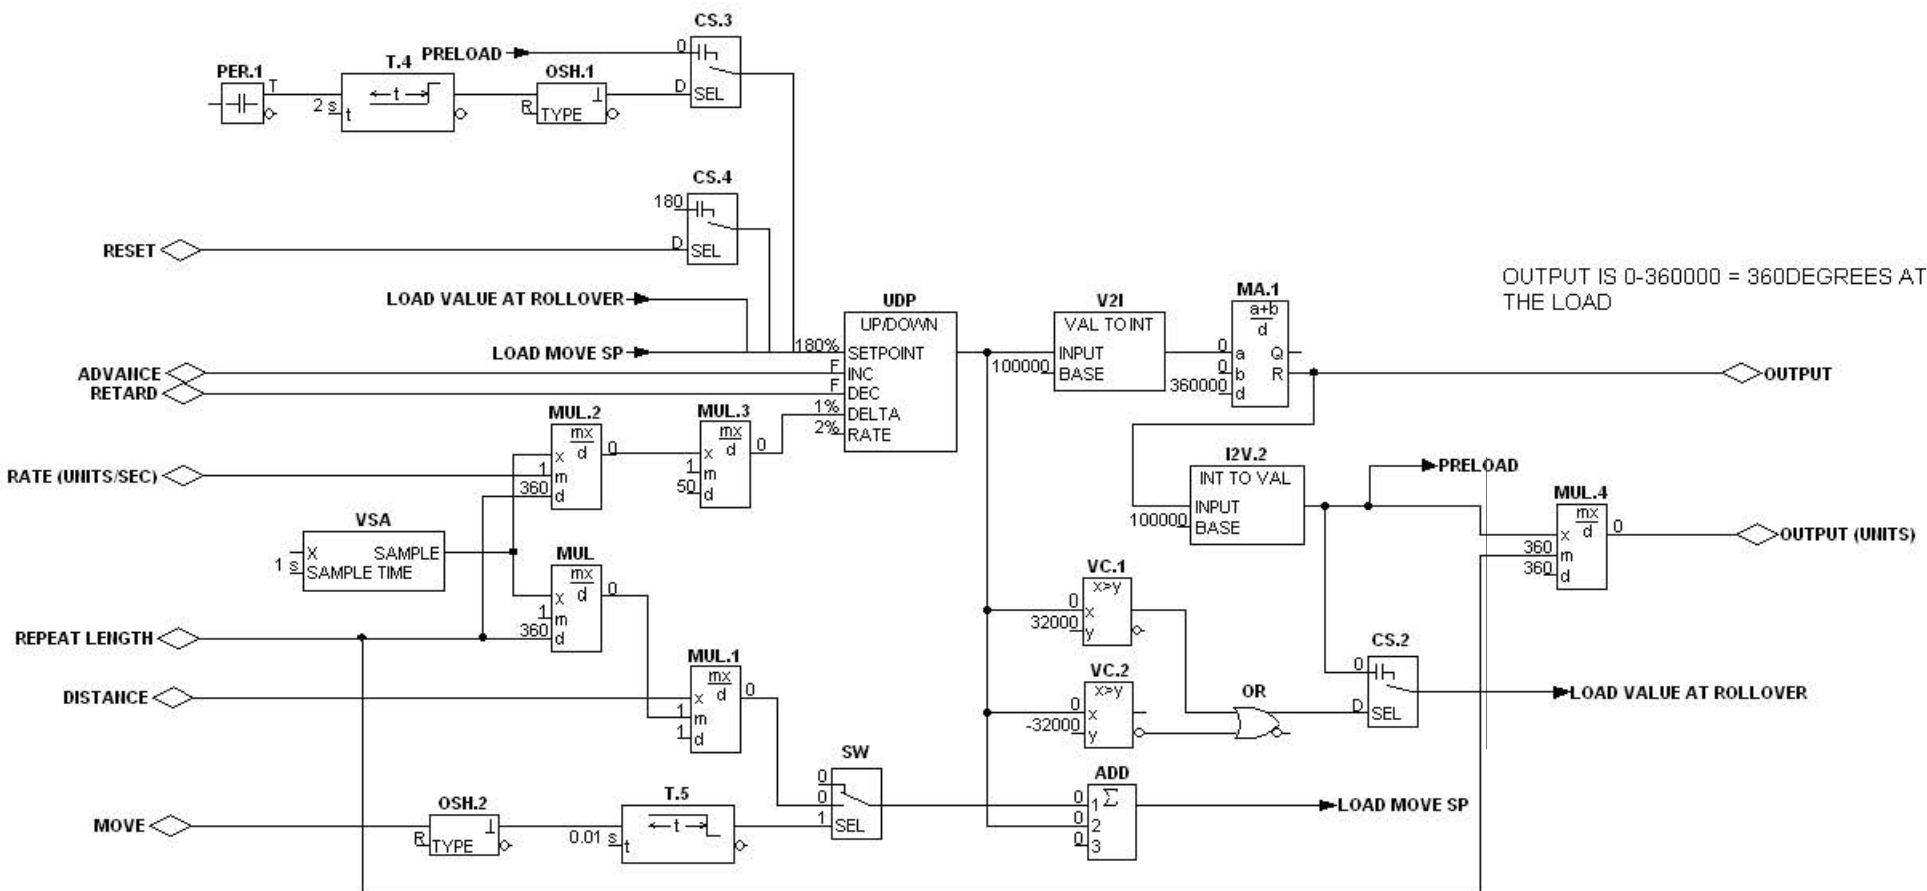 CS.3
PRELOAD
0
D
SEL
PER.1
T
T.4
t
2 s
t
OSH.1
R
TYPE
CS.4
180
D
SEL
RESET
LOAD VALUE AT ROLLOVER
LOAD MOVE SP
ADVANCE
RETARD
UDP
UP/DOWN
180%
SETPOINT
F
INC
F
DEC
1%
DELTA
2%
RATE
V2I
VAL TO INT
INPUT
100000
BASE
MA.1
a+b
d
0
a
Q
0
b
R
360000
d
OUTPUT IS 0-360000 = 360DEGREES AT
THE LOAD
OUTPUT
MUL.2
mx
d
0
x
1
m
360
d
MUL.3
mx
d
0
x
1
m
50
d
RATE (UNITS/SEC)
VSA
X
SAMPLE
1 s
SAMPLE TIME
MUL
mx
d
0
x
1
m
360
d
REPEAT LENGTH
I2V.2
INT TO VAL
INPUT
100000
BASE
PRELOAD
MUL.4
mx
d
0
x
360
m
360
d
OUTPUT (UNITS)
VC.1
x>y
0
x
32000
y
VC.2
x>y
0
x
-32000
y
OR
CS.2
0
D
SEL
LOAD VALUE AT ROLLOVER
DISTANCE
MUL.1
mx
d
0
x
1
m
1
d
MOVE
OSH.2
R
TYPE
T.5
t
0.01 s
t
SW
0
0
1
SEL
ADD
Σ
0
1
0
2
0
3
LOAD MOVE SP